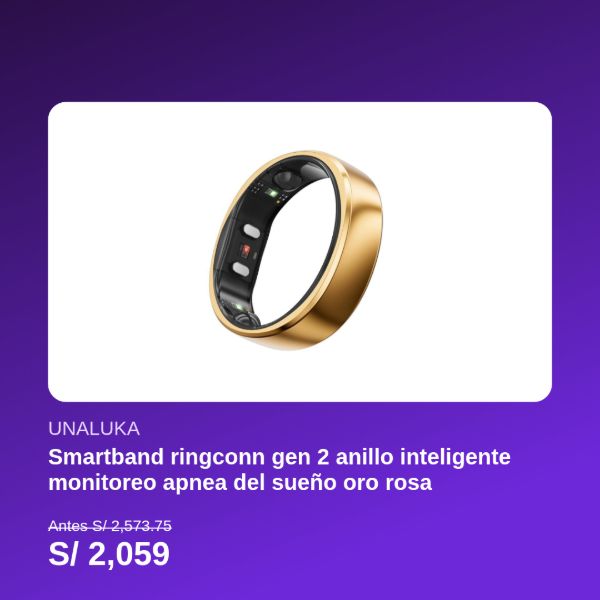 UNALUKA
Smartband ringconn gen 2 anillo inteligente
monitoreo apnea del sueño oro rosa
Antes S/ 2,573.75
S/ 2,059